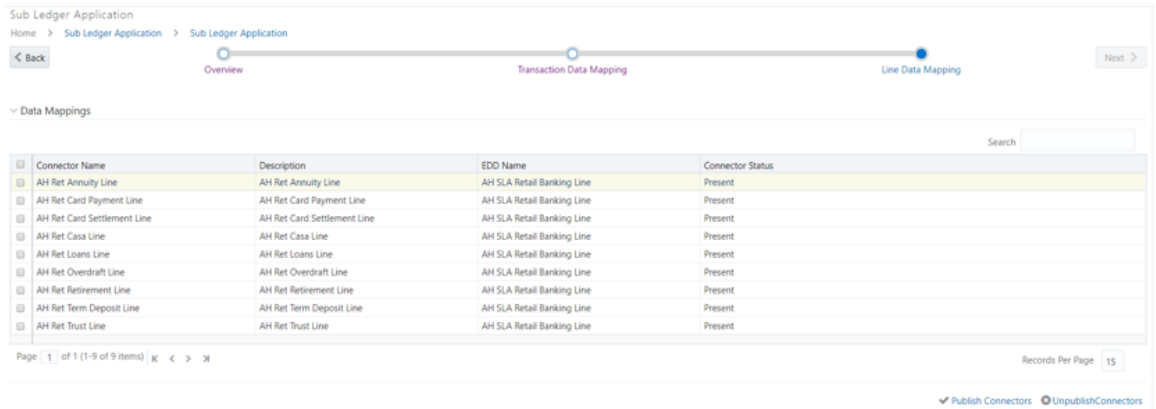 Sub Ledger Application
Home > Sub Ledger Application > Sub Ledger Application
< Back
Next >
Overview
Transaction Data Mapping
Line Data Mapping
Data Mappings
Search
Connector Name Description EDD Name Connector Status
AH Ret Annuity Line AH Ret Annuity Line AH SLA Retail Banking Line Present
AH Ret Card Payment Line AH Ret Card Payment Line AH SLA Retail Banking Line Present
AH Ret Card Settlement Line AH Ret Card Settlement Line AH SLA Retail Banking Line Present
AH Ret Casa Line AH Ret Casa Line AH SLA Retail Banking Line Present
AH Ret Loans Line AH Ret Loans Line AH SLA Retail Banking Line Present
AH Ret Overdraft Line AH Ret Overdraft Line AH SLA Retail Banking Line Present
AH Ret Retirement Line AH Ret Retirement Line AH SLA Retail Banking Line Present
AH Ret Term Deposit Line AH Ret Term Deposit Line AH SLA Retail Banking Line Present
AH Ret Trust Line AH Ret Trust Line AH SLA Retail Banking Line Present
Page 1 of 1 (1-9 of 9 items)
Records Per Page 15
Publish Connectors UnpublishConnectors